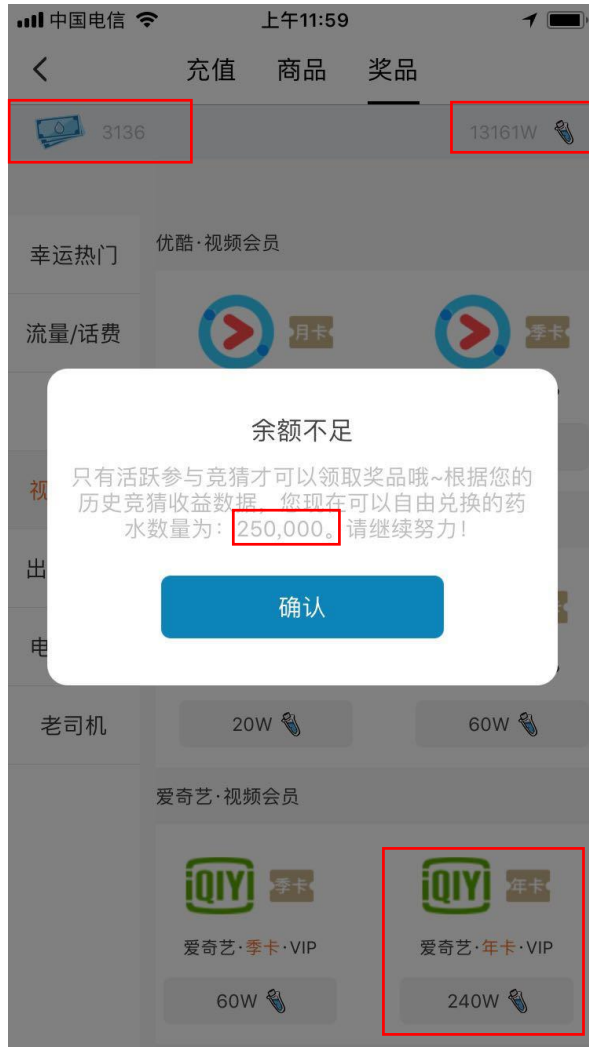 中国电信 上午11:59
充值 商品 奖品
3136 13161W
幸运热门
优酷·视频会员
流量/话费
月卡 季卡
余额不足
只有活跃参与竞猜才可以领取奖品哦~根据您的
历史竞猜收益数据，您现在可以自由兑换的药
水数量为：250,000。请继续努力！
视
确认
出
电
老司机
20W 60W
爱奇艺·视频会员
iQIYI 季卡 iQIYI 年卡
爱奇艺·季卡·VIP 爱奇艺·年卡·VIP
60W 240W